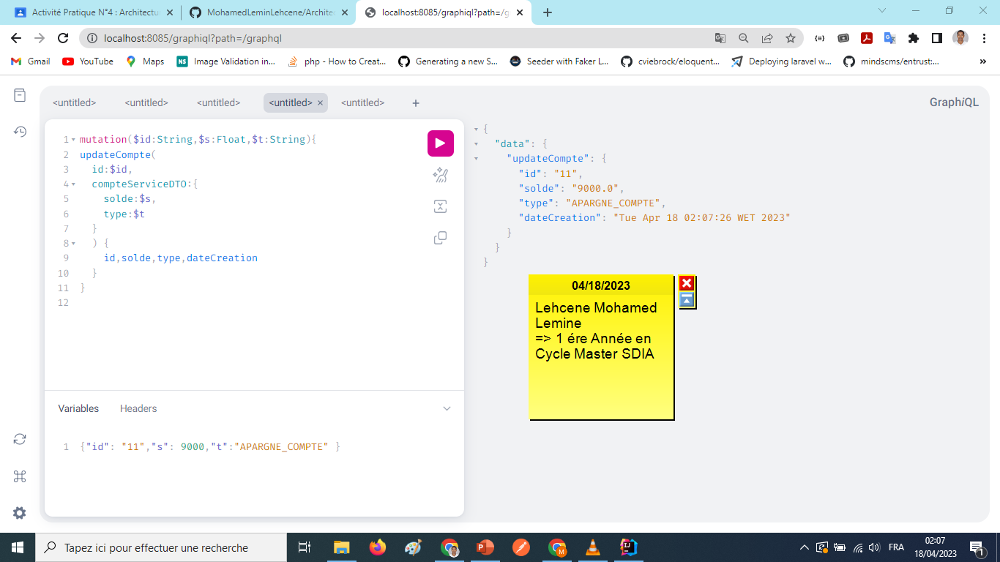 Activité Pratique N°4 : Architectu
MohamedLeminLehcene/Archite
localhost:8085/graphiql?path=/g
localhost:8085/graphiql?path=/graphql
Gmail
YouTube
Maps
NS
Image Validation in...
php - How to Creat...
Generating a new S...
Seeder with Faker L...
cviebrock/eloquent...
Deploying laravel w...
mindscms/entrust:...
»
<untitled>
<untitled>
<untitled>
<untitled>
<untitled>
GraphiQL
1 mutation($id:String,$s:Float,$t:String){
2 updateCompte(
3 id:$id,
4 compteServiceDTO:{
5 solde:$s,
6 type:$t
7 }
8 ) {
9 id,solde,type,dateCreation
10 }
11 }
12
{
"data": {
"updateCompte": {
"id": "11",
"solde": "9000.0",
"type": "APARGNE_COMPTE",
"dateCreation": "Tue Apr 18 02:07:26 WET 2023"
}
}
}
04/18/2023
Lehcene Mohamed
Lemine
=> 1 ére Année en
Cycle Master SDIA
Variables
Headers
1 {"id": "11","s": 9000,"t":"APARGNE_COMPTE" }
Tapez ici pour effectuer une recherche
FRA
02:07
18/04/2023
1